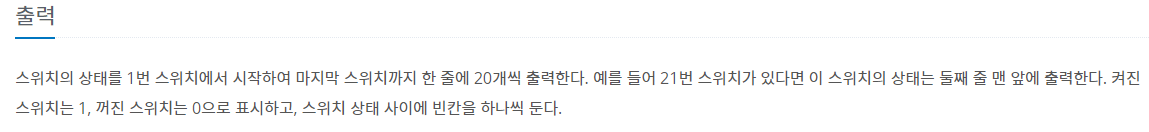 출력
스위치의 상태를 1번 스위치에서 시작하여 마지막 스위치까지 한 줄에 20개씩 출력한다. 예를 들어 21번 스위치가 있다면 이 스위치의 상태는 둘째 줄 맨 앞에 출력한다. 켜진
스위치는 1, 꺼진 스위치는 0으로 표시하고, 스위치 상태 사이에 빈칸을 하나씩 둔다.